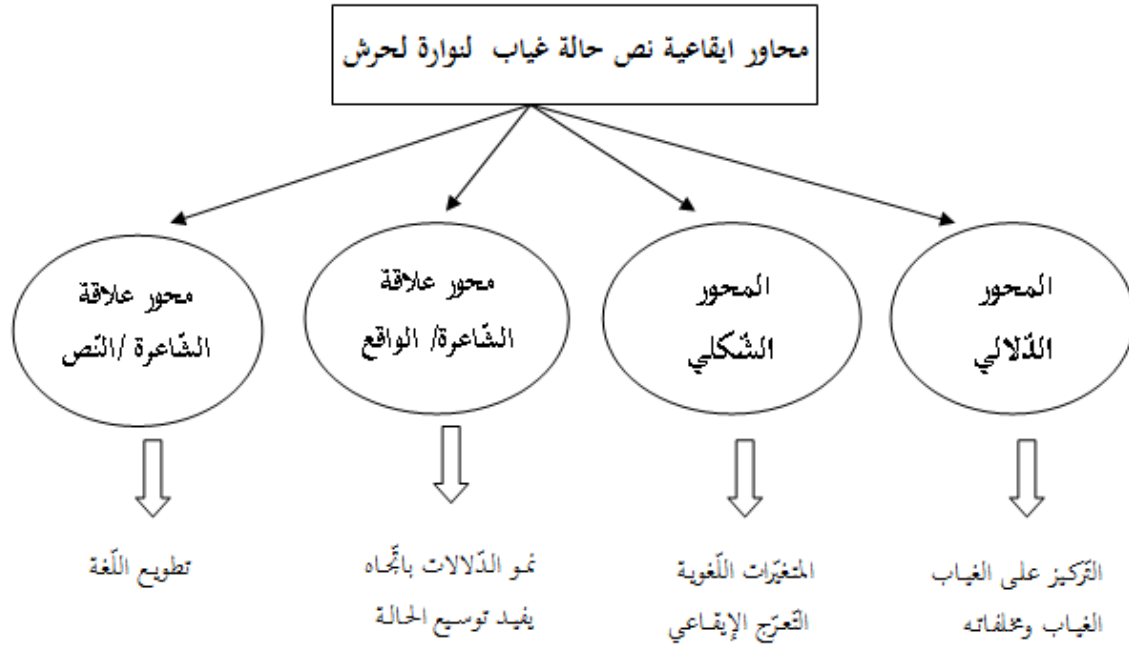 محاور ايقاعية نص حالة غياب لنوارة لحرش
المحور
الدّلالي
المحور
الشّكلي
محور علاقة
الشّاعرة/ الواقع
محور علاقة
الشّاعرة /النّص
التّركيز على الغياب
الغياب ومخلفاته
المتغيّرات اللّغوية
التّعرّج الإيقاعي
نمو الدّلالات باتّجاه
يفيد توسيع الحالة
تطويع اللّغة